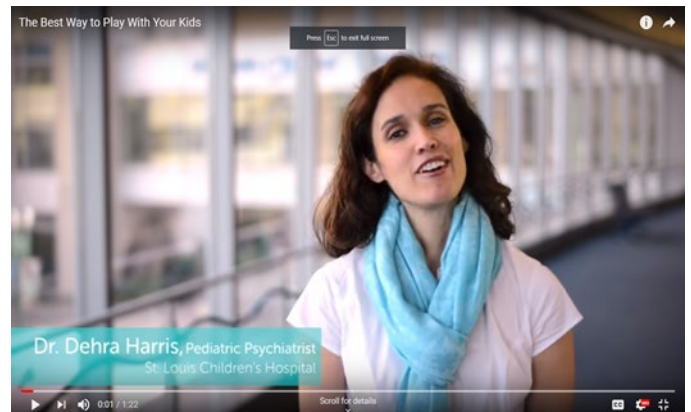 The Best Way to Play With Your Kids
Press Esc to exit full screen
Dr. Dehra Harris, Pediatric Psychiatrist
St. Louis Children's Hospital
0:01 / 1:22
Scroll for details
CC